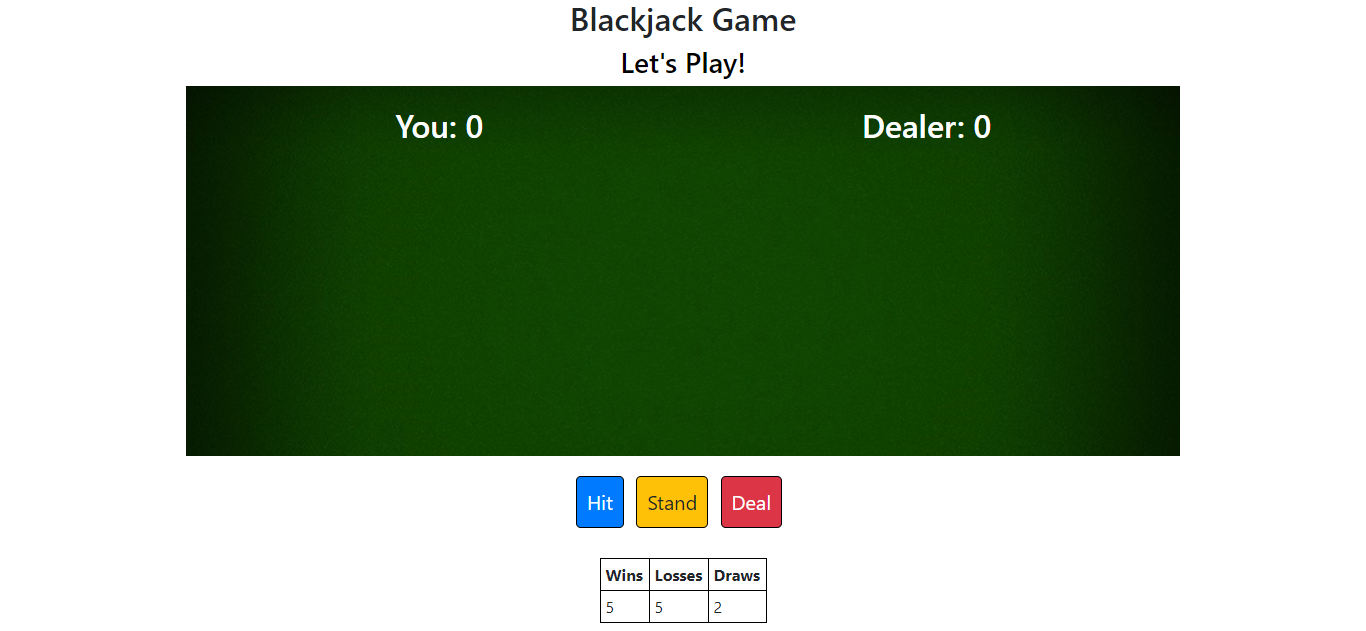 Blackjack Game
Let's Play!
You: 0 Dealer: 0
Hit Stand Deal
Wins Losses Draws
5 5 2